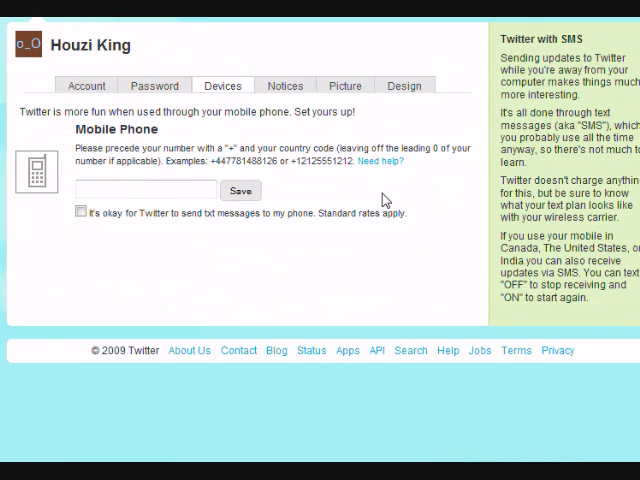 o_O Houzi King
Account Password Devices Notices Picture Design
Twitter is more fun when used through your mobile phone. Set yours up!
Mobile Phone
Please precede your number with a "+" and your country code (leaving off the leading 0 of your
number if applicable). Examples: +447781488126 or +12125551212. Need help?
Save
It's okay for Twitter to send txt messages to my phone. Standard rates apply.
Twitter with SMS
Sending updates to Twitter
while you're away from your
computer makes things much
more interesting.
It's all done through text
messages (aka "SMS"), which
you probably use all the time
anyway, so there's not much to
learn.
Twitter doesn't charge anythin
for this, but be sure to know
what your text plan looks like
with your wireless carrier.
If you use your mobile in
Canada, The United States, or
India you can also receive
updates via SMS. You can text
"OFF" to stop receiving and
"ON" to start again.
© 2009 Twitter About Us Contact Blog Status Apps API Search Help Jobs Terms Privacy